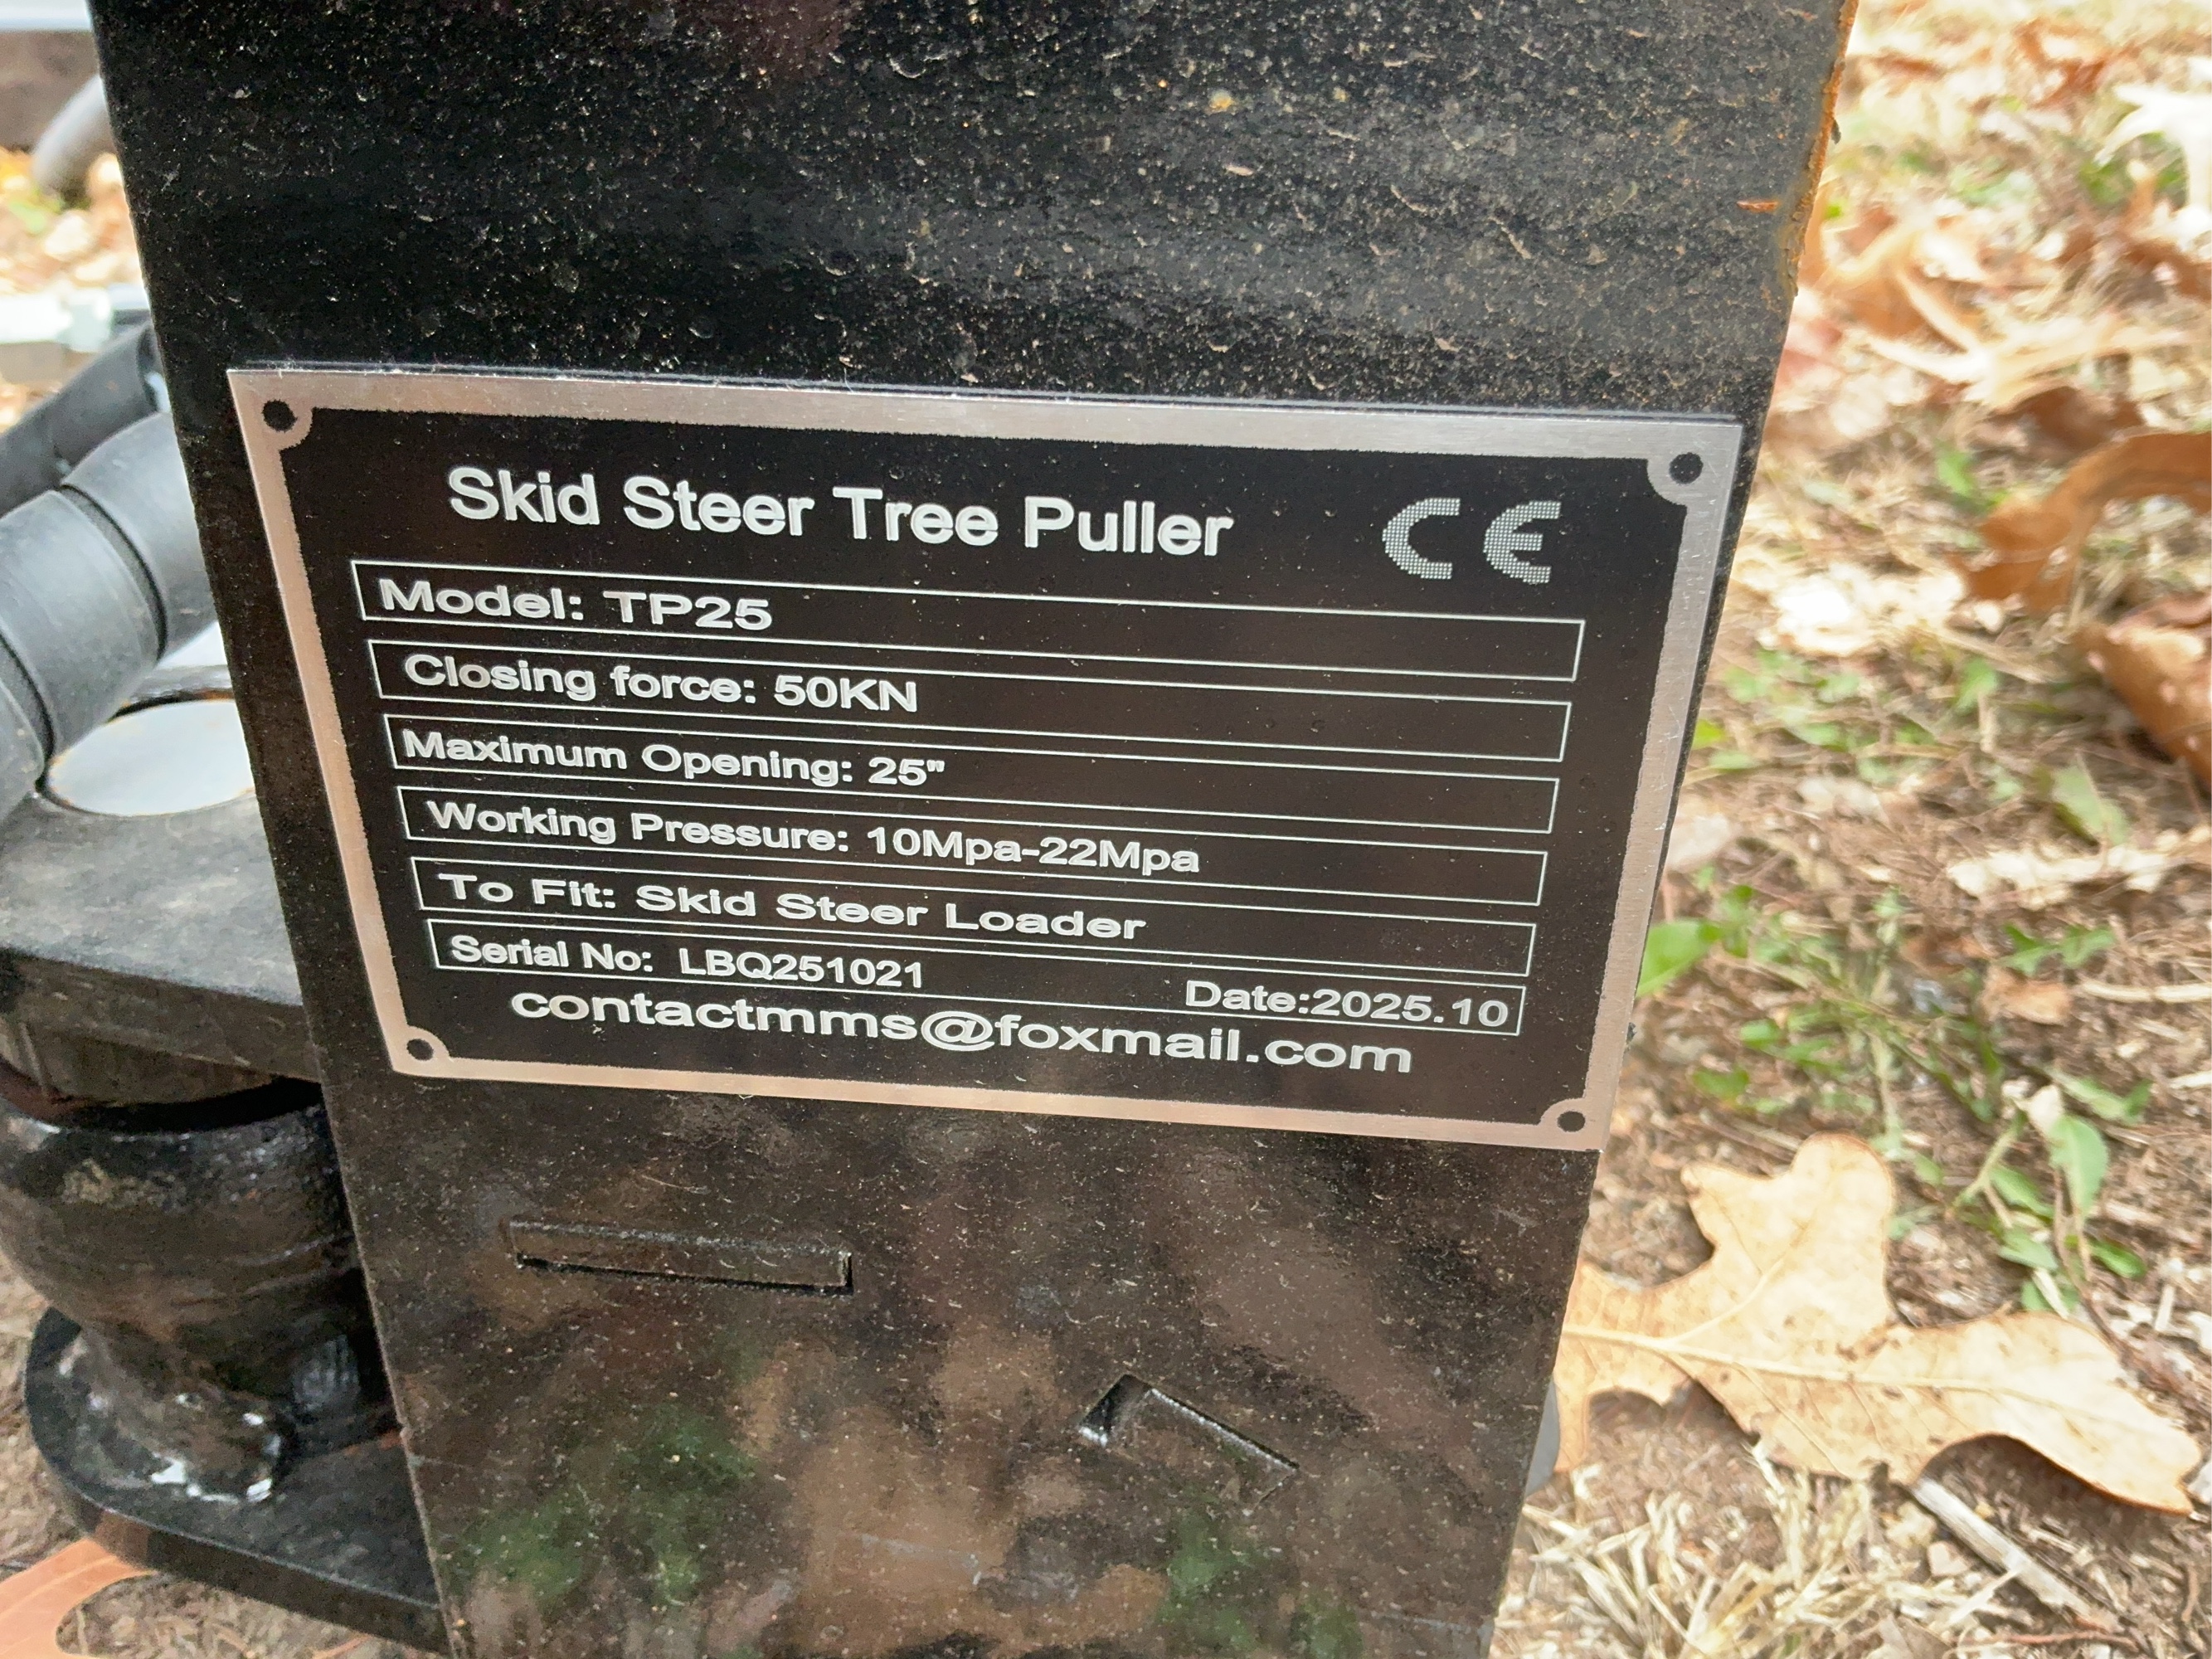 Skid Steer Tree Puller CE
Model: TP25
Closing force: 50KN
Maximum Opening: 25"
Working Pressure: 10Mpa-22Mpa
To Fit: Skid Steer Loader
Serial No: LBQ251021 Date:2025.10
contactmms@foxmail.com